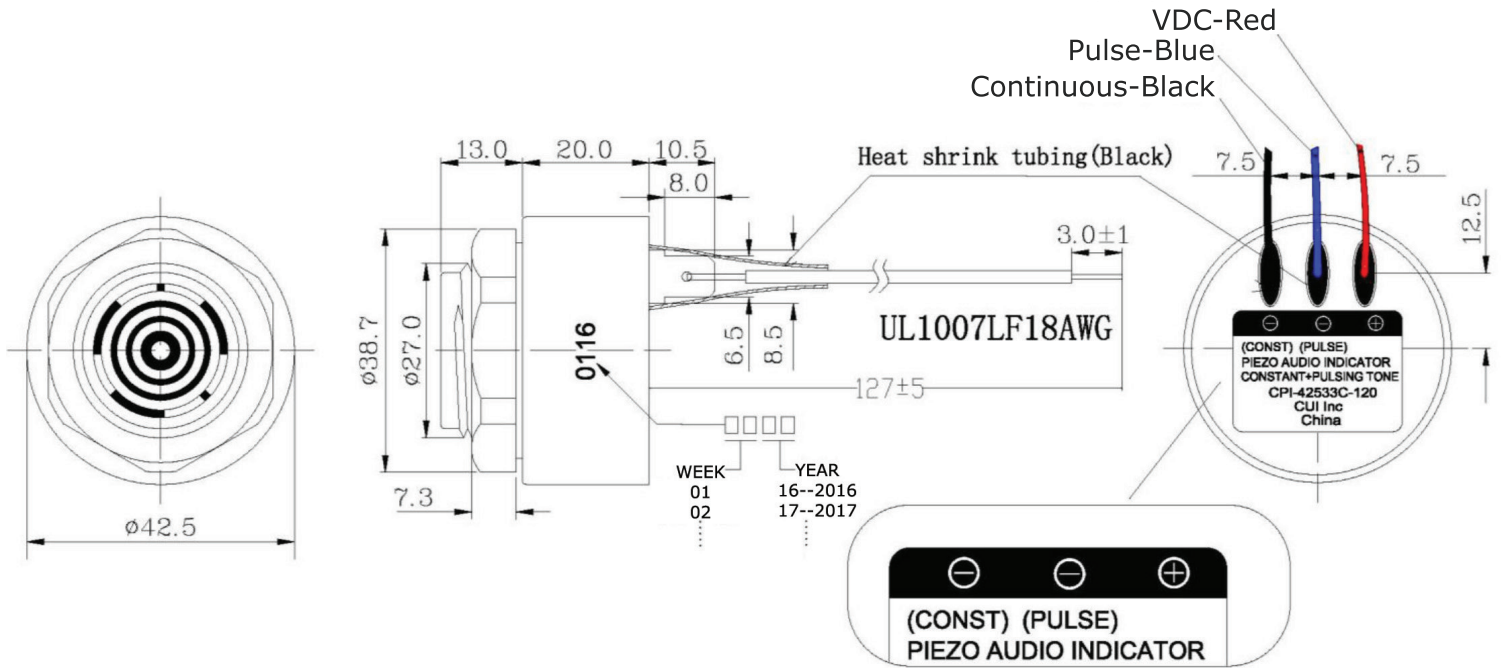 VDC-Red
Pulse-Blue
Continuous-Black
13.0
20.0
10.5
8.0
Heat shrink tubing(Black)
7.5
7.5
12.5
3.0±1
ø38.7
ø27.0
0116
6.5
8.5
UL1007LF18AWG
127±5
7.3
ø42.5
WEEK
01
02
YEAR
16--2016
17--2017
(CONST) (PULSE)
PIEZO AUDIO INDICATOR
CONSTANT+PULSING TONE
CPI-42533C-120
CUI Inc
China
(CONST) (PULSE)
PIEZO AUDIO INDICATOR